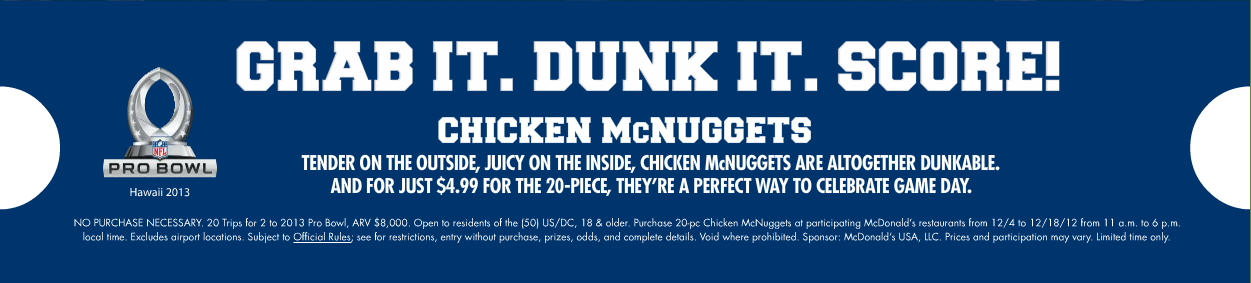 GRAB IT. DUNK IT. SCORE!
CHICKEN McNUGGETS
TENDER ON THE OUTSIDE, JUICY ON THE INSIDE, CHICKEN McNUGGETS ARE ALTOGETHER DUNKABLE.
AND FOR JUST $4.99 FOR THE 20-PIECE, THEY'RE A PERFECT WAY TO CELEBRATE GAME DAY.
NFL
PRO BOWL
Hawaii 2013
NO PURCHASE NECESSARY. 20 Trips for 2 to 2013 Pro Bowl, ARV $8,000. Open to residents of the (50) US/DC, 18 & older. Purchase 20-pc Chicken McNuggets at participating McDonald's restaurants from 12/4 to 12/18/12 from 11 a.m. to 6 p.m.
local time. Excludes airport locations. Subject to Official Rules; see for restrictions, entry without purchase, prizes, odds, and complete details. Void where prohibited. Sponsor: McDonald's USA, LLC. Prices and participation may vary. Limited time only.